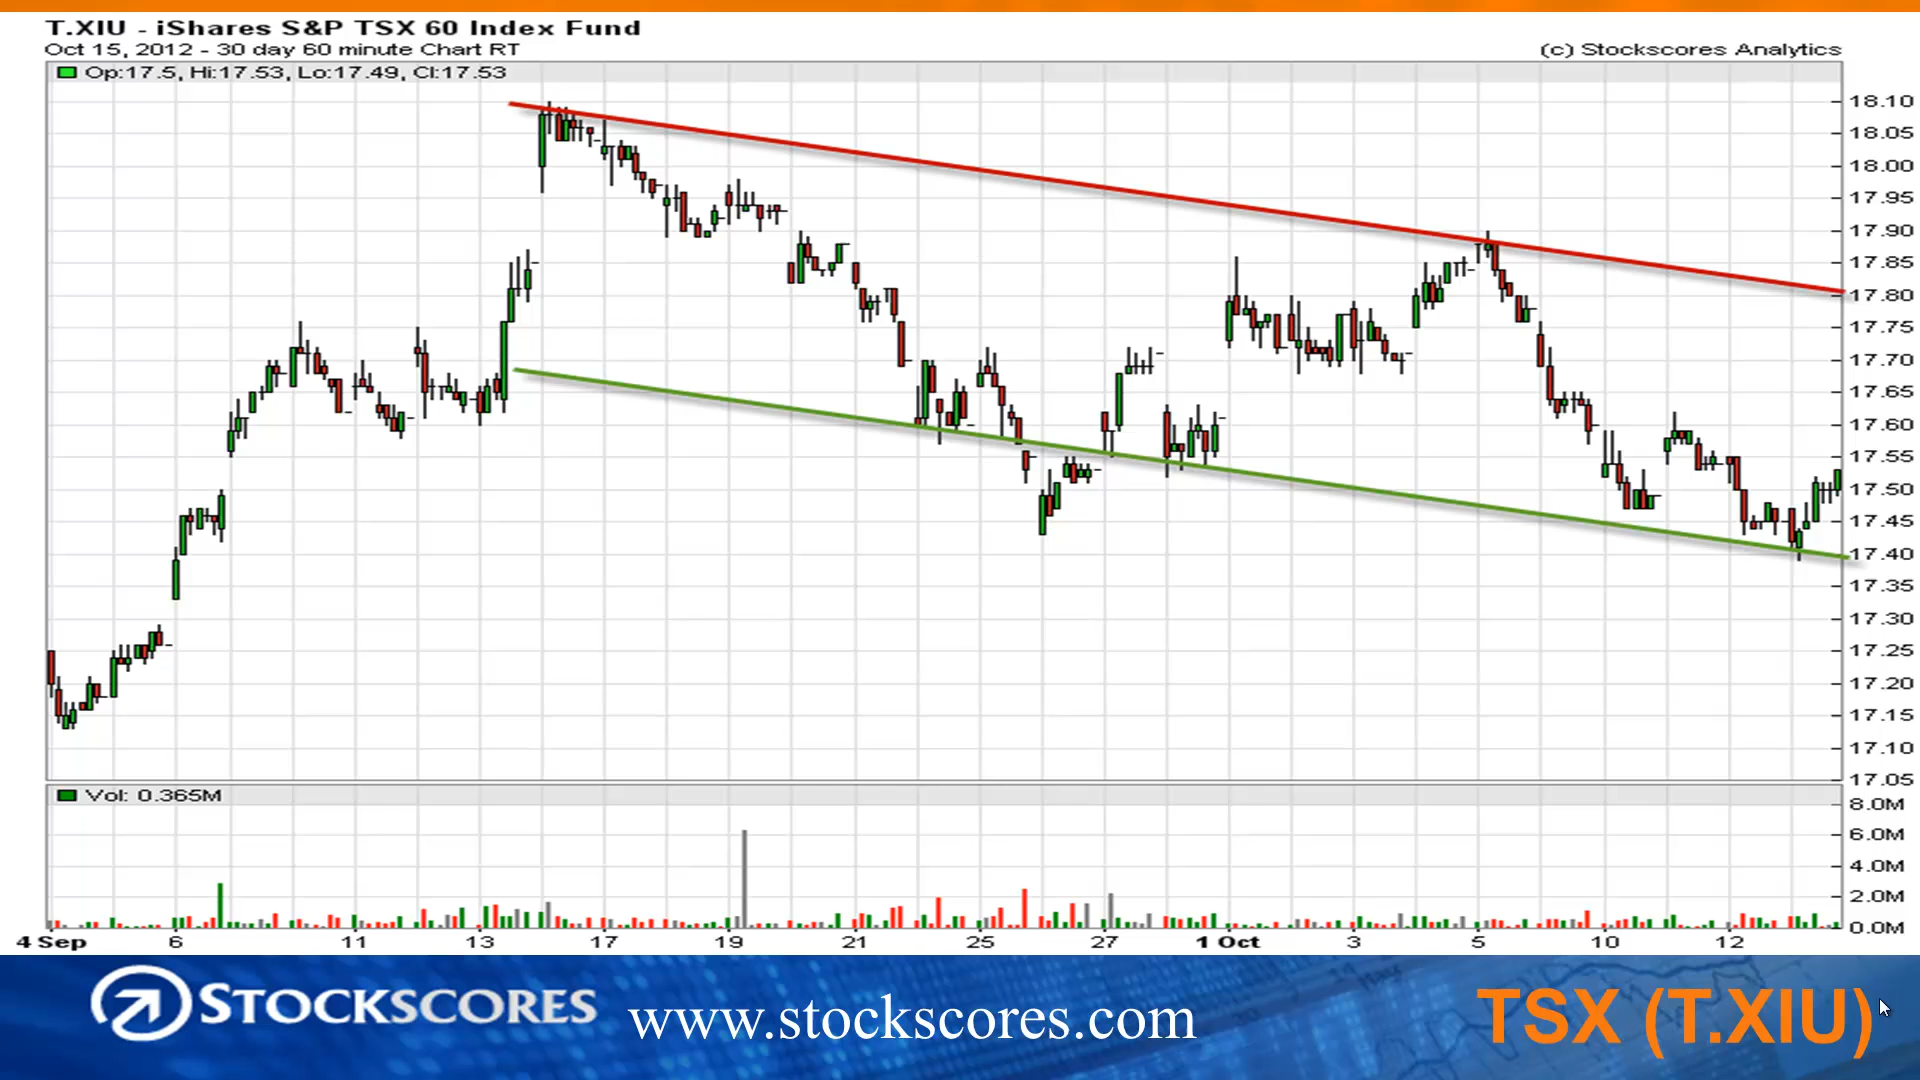 T.XIU - iShares S&P TSX 60 Index Fund
Oct 15, 2012 - 30 day 60 minute Chart RT
(c) Stockscores Analytics
Op:17.5, Hi:17.53, Lo:17.49, Cl:17.53
18.10
18.05
18.00
17.95
17.90
17.85
17.80
17.75
17.70
17.65
17.60
17.55
17.50
17.45
17.40
17.35
17.30
17.25
17.20
17.15
17.10
17.05
Vol: 0.365M
8.0M
6.0M
4.0M
2.0M
0.0M
4 Sep 6 11 13 17 19 21 25 27 1 Oct 3 5 10 12
STOCKSCORES www.stockscores.com TSX (T.XIU)